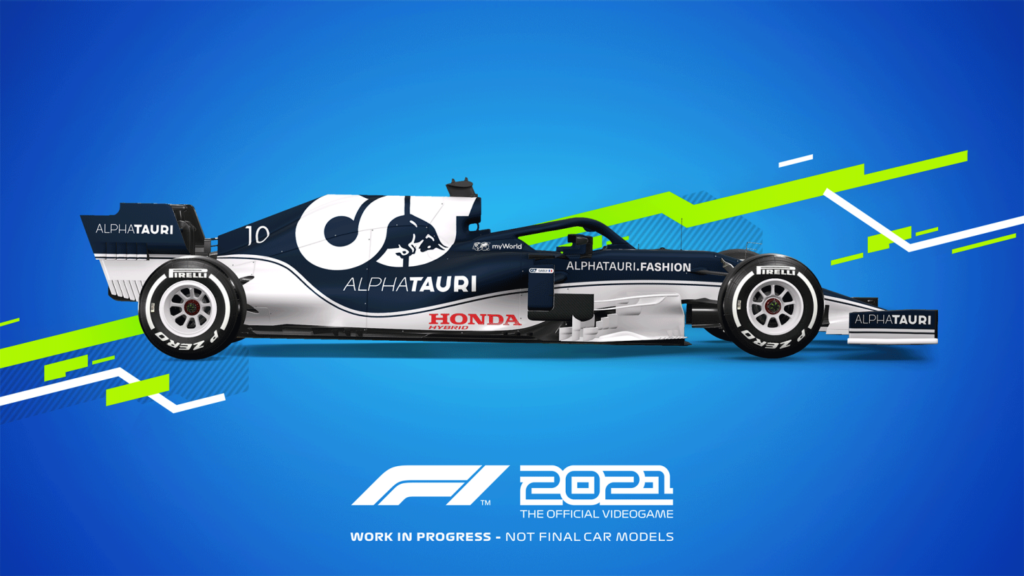 ALPHATAURI
10
myWorld
ALPHATAURI
ALPHATAURI.FASHION
HONDA
HYBRID
PIRELLI
P ZERO
PIRELLI
P ZERO
ALPHATAURI
F1 TM 2021
THE OFFICIAL VIDEOGAME
WORK IN PROGRESS - NOT FINAL CAR MODELS